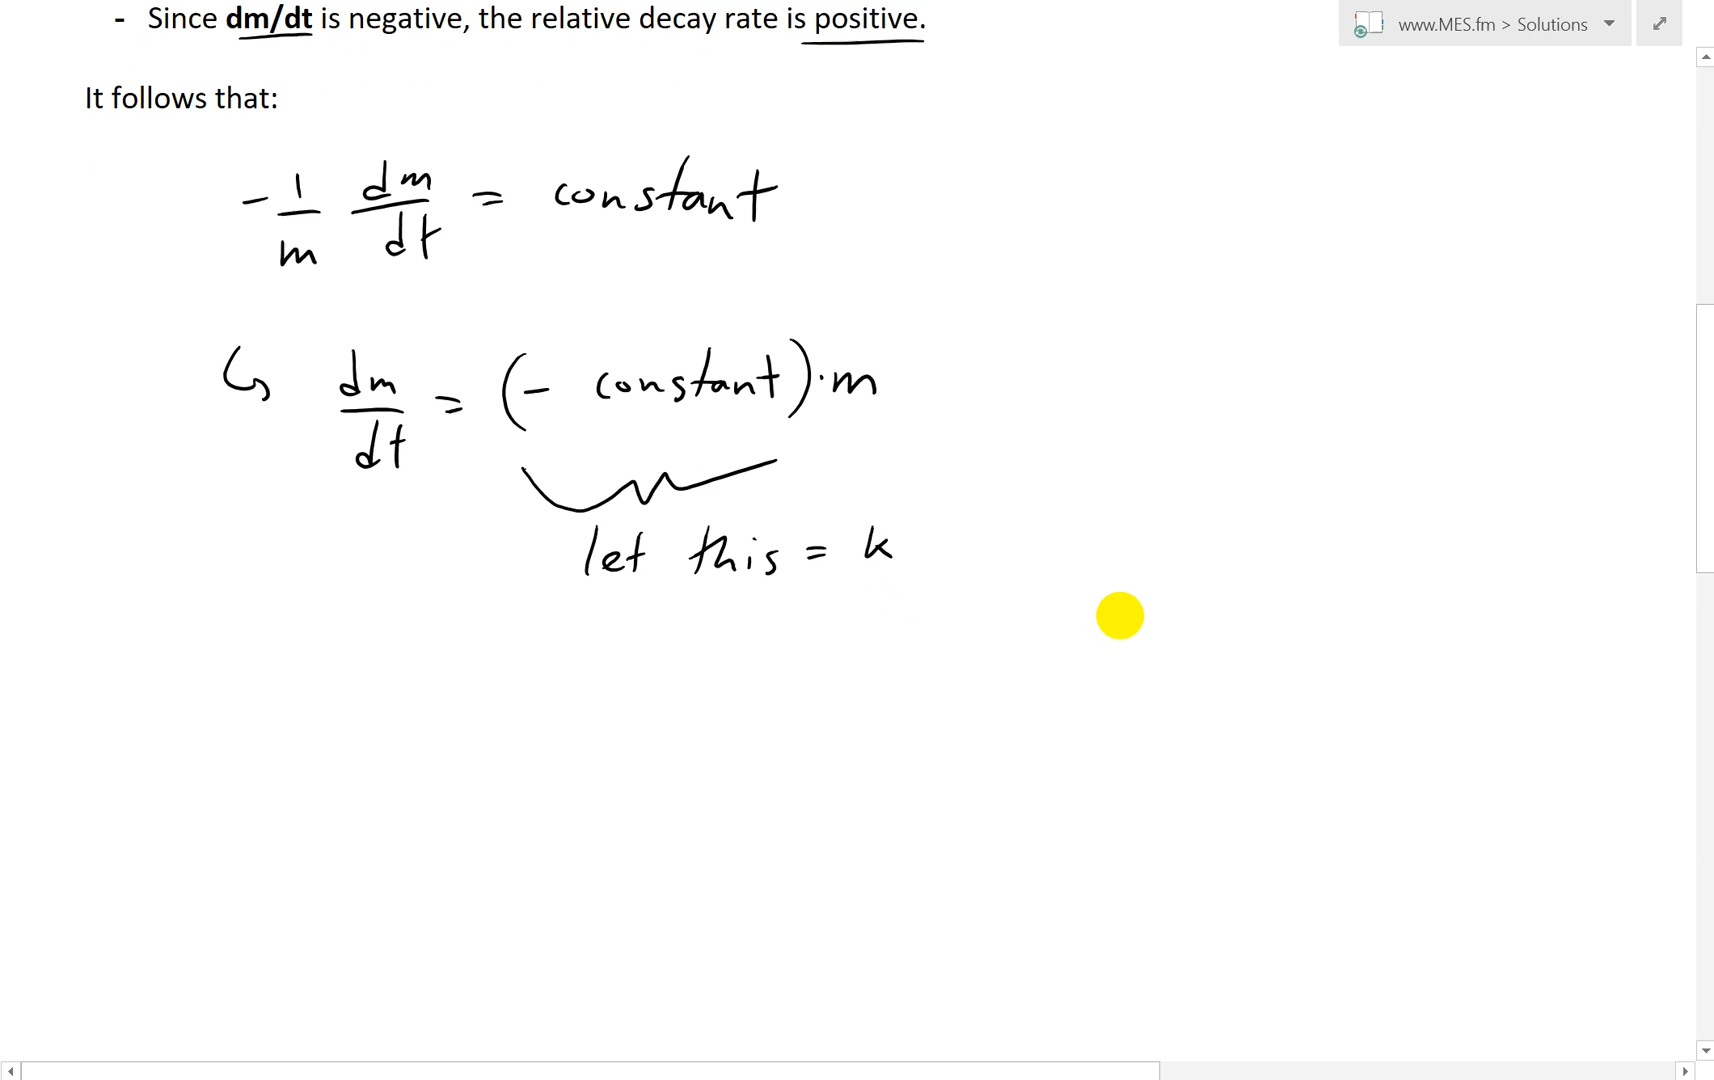 - Since dm/dt is negative, the relative decay rate is positive.
www.MES.fm > Solutions
It follows that:
- 1/m dm/dt = constant
↳ dm/dt = (- constant)·m
let this = k